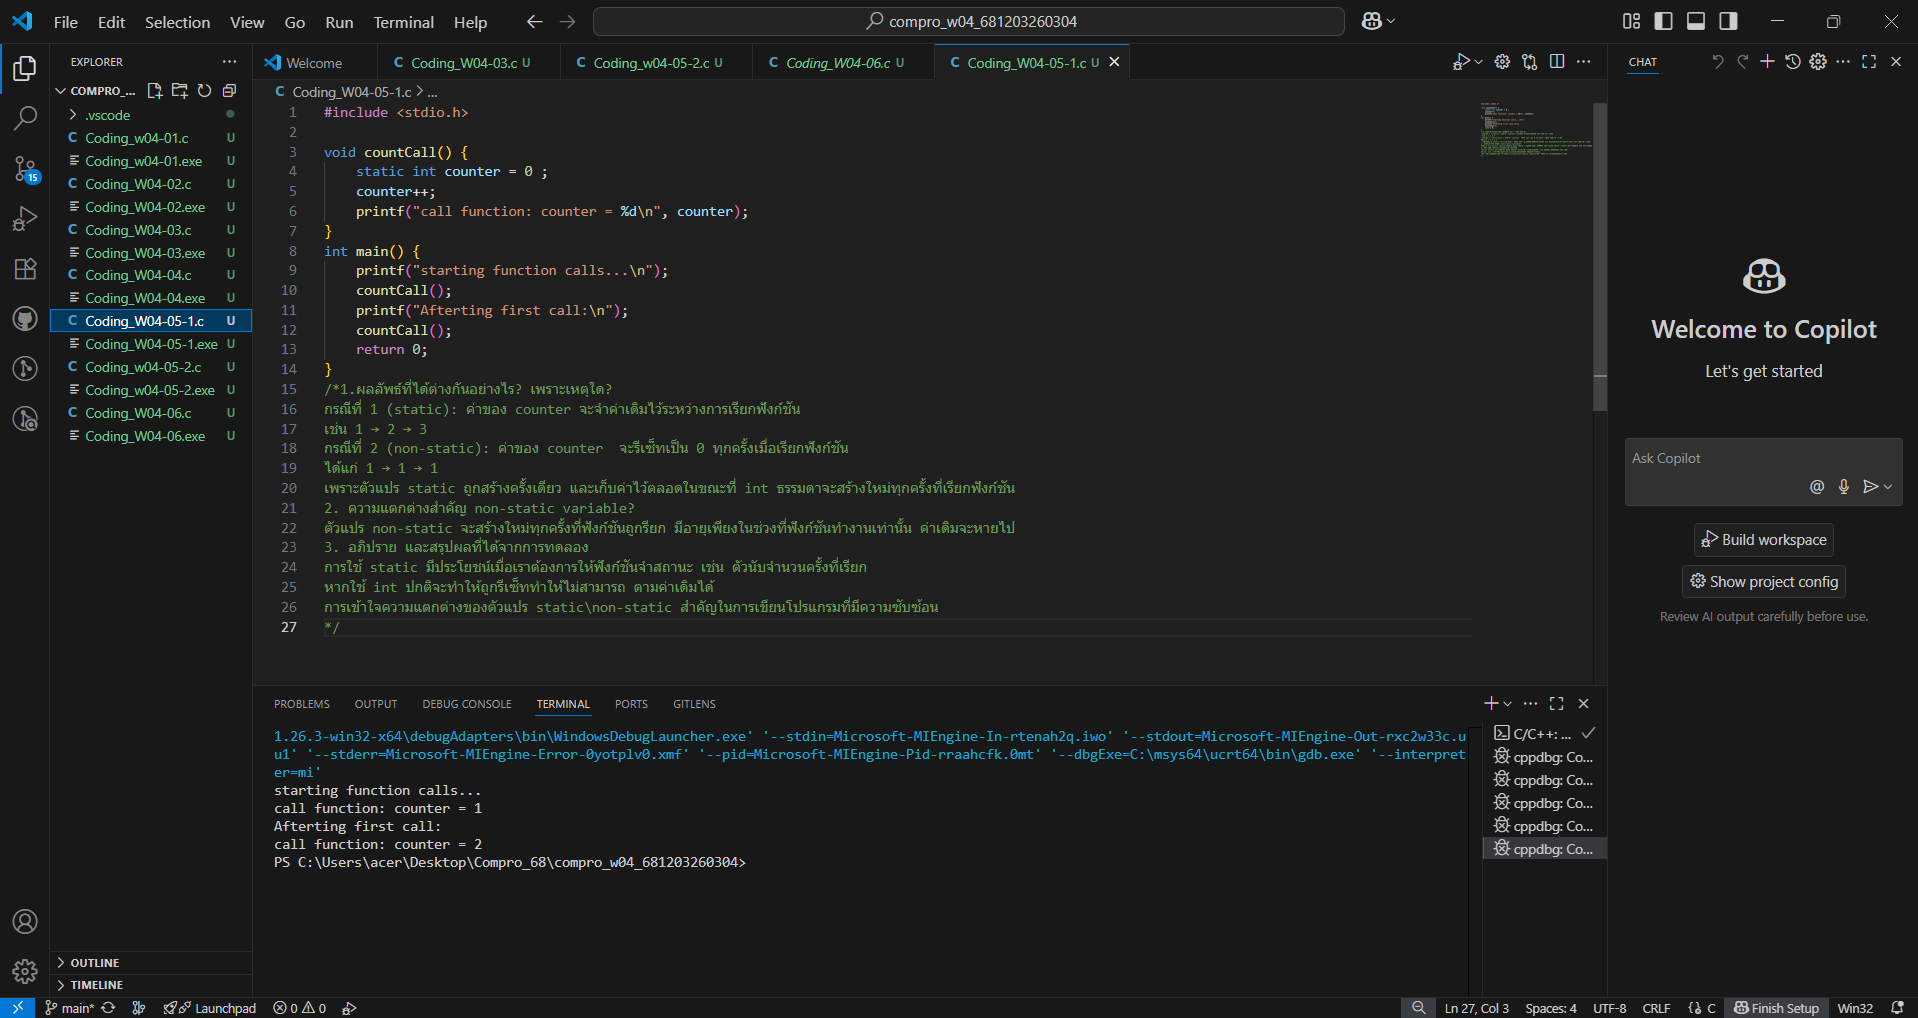 File Edit Selection View Go Run Terminal Help
compro_w04_681203260304
EXPLORER
COMPRO_...
.vscode
C Coding_w04-01.c U
Coding_w04-01.exe U
C Coding_W04-02.c U
Coding_W04-02.exe U
C Coding_W04-03.c U
Coding_W04-03.exe U
C Coding_W04-04.c U
Coding_W04-04.exe U
C Coding_W04-05-1.c U
Coding_W04-05-1.exe U
C Coding_w04-05-2.c U
Coding_w04-05-2.exe U
C Coding_W04-06.c U
Coding_W04-06.exe U
15
OUTLINE
TIMELINE
Welcome
C Coding_W04-03.c U
C Coding_w04-05-2.c U
C Coding_W04-06.c U
C Coding_W04-05-1.c U
C Coding_W04-05-1.c > ...
1 #include <stdio.h>
2
3 void countCall() {
4 static int counter = 0 ;
5 counter++;
6 printf("call function: counter = %d\n", counter);
7 }
8 int main() {
9 printf("starting function calls...\n");
10 countCall();
11 printf("Afterting first call:\n");
12 countCall();
13 return 0;
14 }
15 /*1.ผลลัพธ์ที่ได้ต่างกันอย่างไร? เพราะเหตุใด?
16 กรณีที่ 1 (static): ค่าของ counter จะจำค่าเดิมไว้ระหว่างการเรียกฟังก์ชัน
17 เช่น 1 → 2 → 3
18 กรณีที่ 2 (non-static): ค่าของ counter  จะรีเซ็ทเป็น 0 ทุกครั้งเมื่อเรียกฟังก์ชัน
19 ได้แก่ 1 → 1 → 1
20 เพราะตัวแปร static ถูกสร้างครั้งเดียว และเก็บค่าไว้ตลอดในขณะที่ int ธรรมดาจะสร้างใหม่ทุกครั้งที่เรียกฟังก์ชัน
21 2. ความแตกต่างสำคัญ non-static variable?
22 ตัวแปร non-static จะสร้างใหม่ทุกครั้งที่ฟังก์ชันถูกรียก มีอายุเพียงในช่วงที่ฟังก์ชันทำงานเท่านั้น ค่าเดิมจะหายไป
23 3. อภิปราย และสรุปผลที่ได้จากการทดลอง
24 การใช้ static มีประโยชน์เมื่อเราต้องการให้ฟังก์ชันจำสถานะ เช่น ตัวนับจำนวนครั้งที่เรียก
25 หากใช้ int ปกติจะทำให้ถูกรีเซ็ททำให้ไม่สามารถ ตามค่าเดิมได้
26 การเข้าใจความแตกต่างของตัวแปร static\non-static สำคัญในการเขียนโปรแกรมที่มีความซับซ้อน
27 */
PROBLEMS OUTPUT DEBUG CONSOLE TERMINAL PORTS GITLENS
1.26.3-win32-x64\debugAdapters\bin\WindowsDebugLauncher.exe' '--stdin=Microsoft-MIEngine-In-rtenah2q.iwo' '--stdout=Microsoft-MIEngine-Out-rxc2w33c.u
u1' '--stderr=Microsoft-MIEngine-Error-0yotplv0.xmf' '--pid=Microsoft-MIEngine-Pid-rraahcfk.0mt' '--dbgExe=C:\msys64\ucrt64\bin\gdb.exe' '--interpret
er=mi'
starting function calls...
call function: counter = 1
Afterting first call:
call function: counter = 2
PS C:\Users\acer\Desktop\Compro_68\compro_w04_681203260304>
C/C++: ...
cppdbg: Co...
cppdbg: Co...
cppdbg: Co...
cppdbg: Co...
cppdbg: Co...
CHAT
Welcome to Copilot
Let's get started
Ask Copilot
Build workspace
Show project config
Review AI output carefully before use.
main* Launchpad 0 0
Ln 27, Col 3 Spaces: 4 UTF-8 CRLF {} C Finish Setup Win32